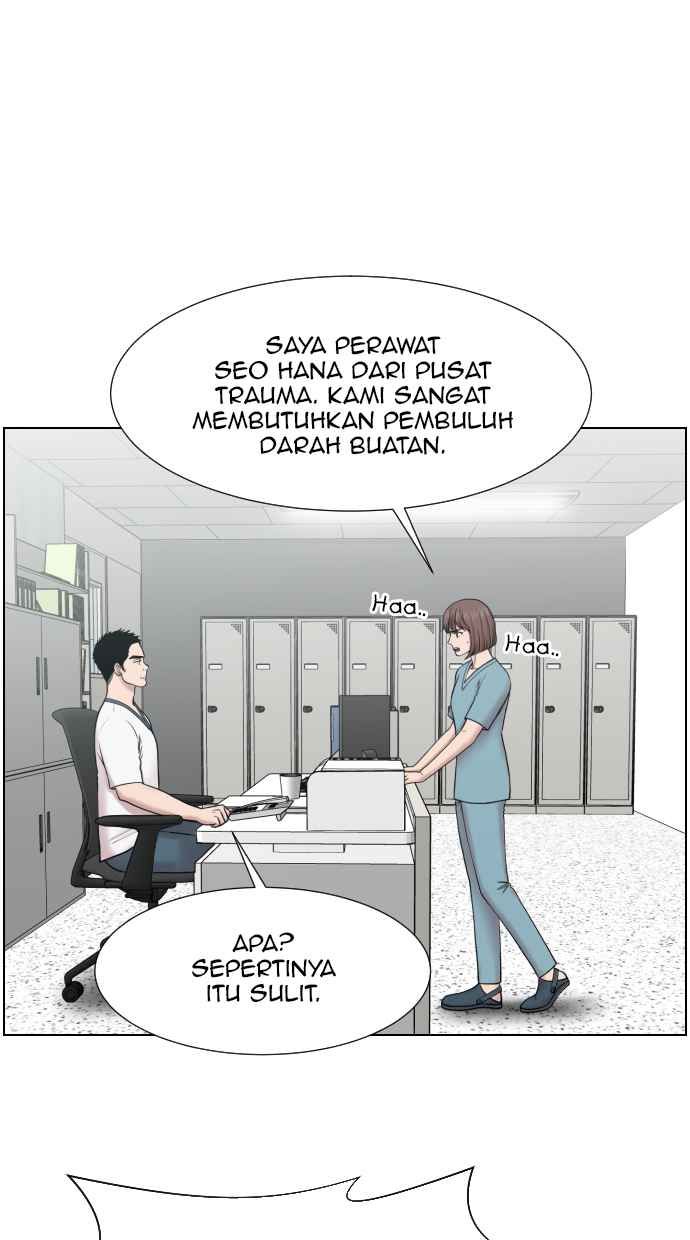 SAYA PERAWAT
SEO HANA DARI PUSAT
TRAUMA. KAMI SANGAT
MEMBUTUHKAN PEMBULUH
DARAH BUATAN.
Haa..
Haa..
APA?
SEPERTINYA
ITU SULIT.